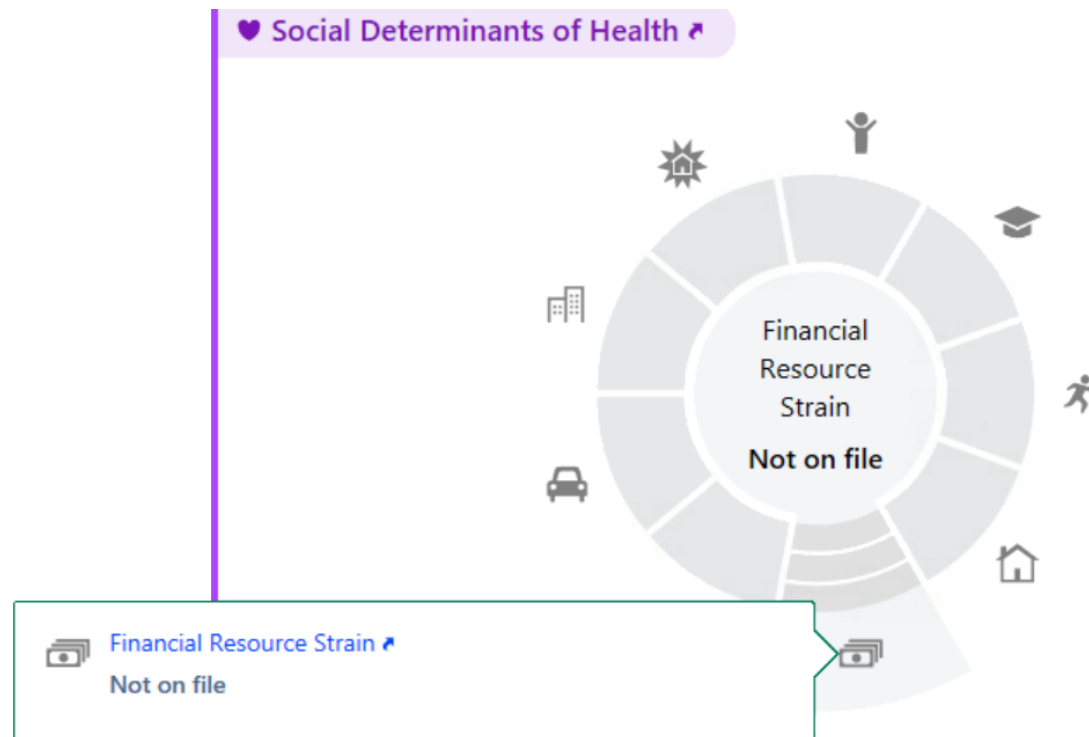 Social Determinants of Health
Financial
Resource
Strain
Not on file
Financial Resource Strain
Not on file